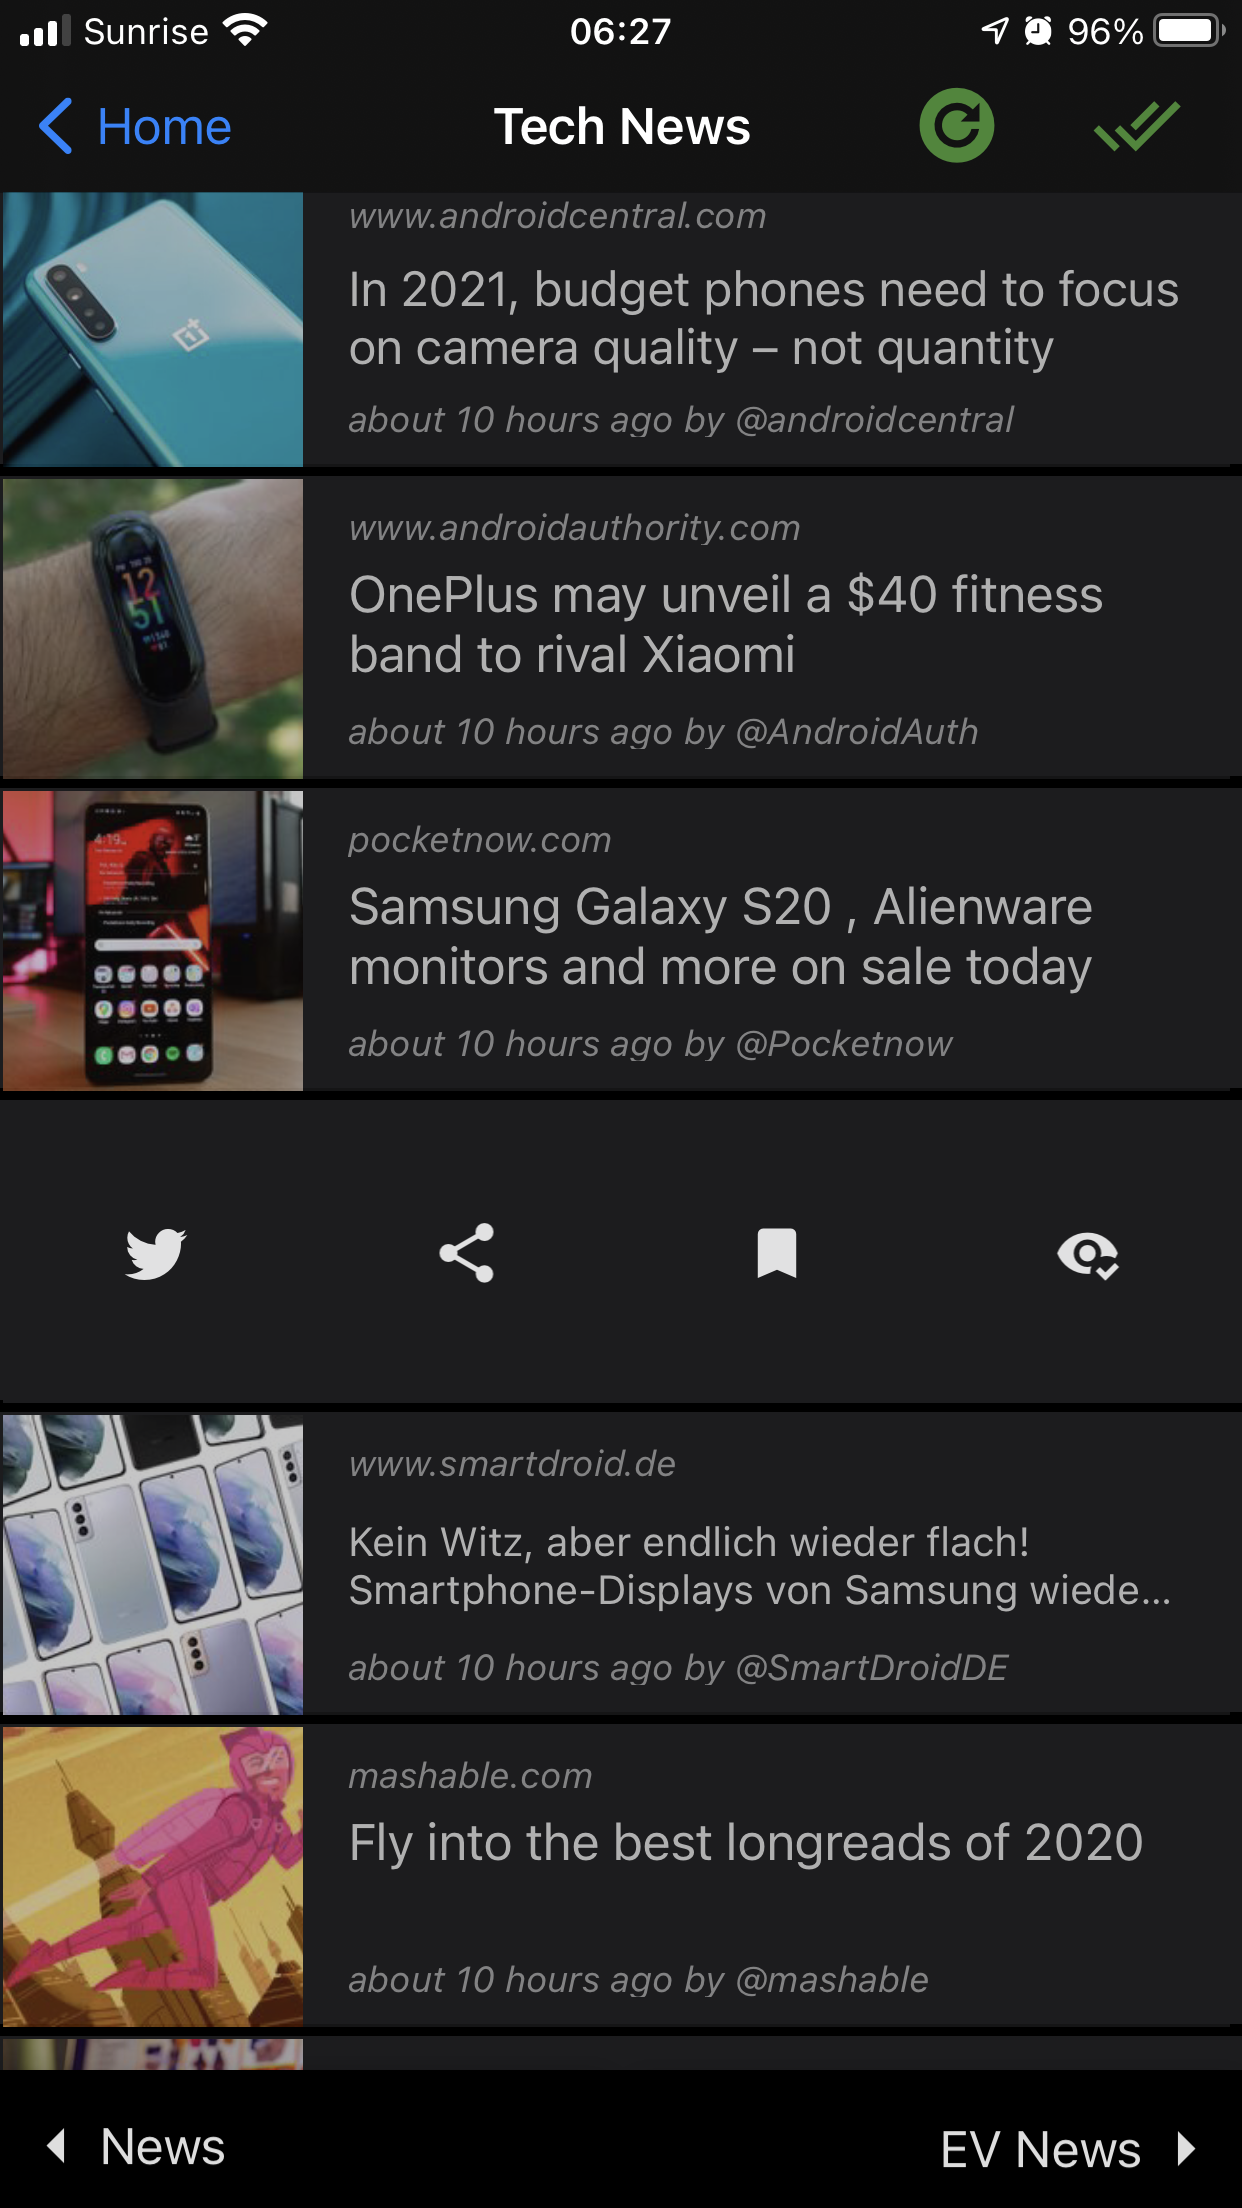 Sunrise 06:27 96%
Home Tech News
www.androidcentral.com
In 2021, budget phones need to focus
on camera quality – not quantity
about 10 hours ago by @androidcentral
12
51
www.androidauthority.com
OnePlus may unveil a $40 fitness
band to rival Xiaomi
about 10 hours ago by @AndroidAuth
4:19
pocketnow.com
Samsung Galaxy S20 , Alienware
monitors and more on sale today
about 10 hours ago by @Pocketnow
www.smartdroid.de
Kein Witz, aber endlich wieder flach!
Smartphone-Displays von Samsung wiede...
about 10 hours ago by @SmartDroidDE
mashable.com
Fly into the best longreads of 2020
about 10 hours ago by @mashable
News EV News